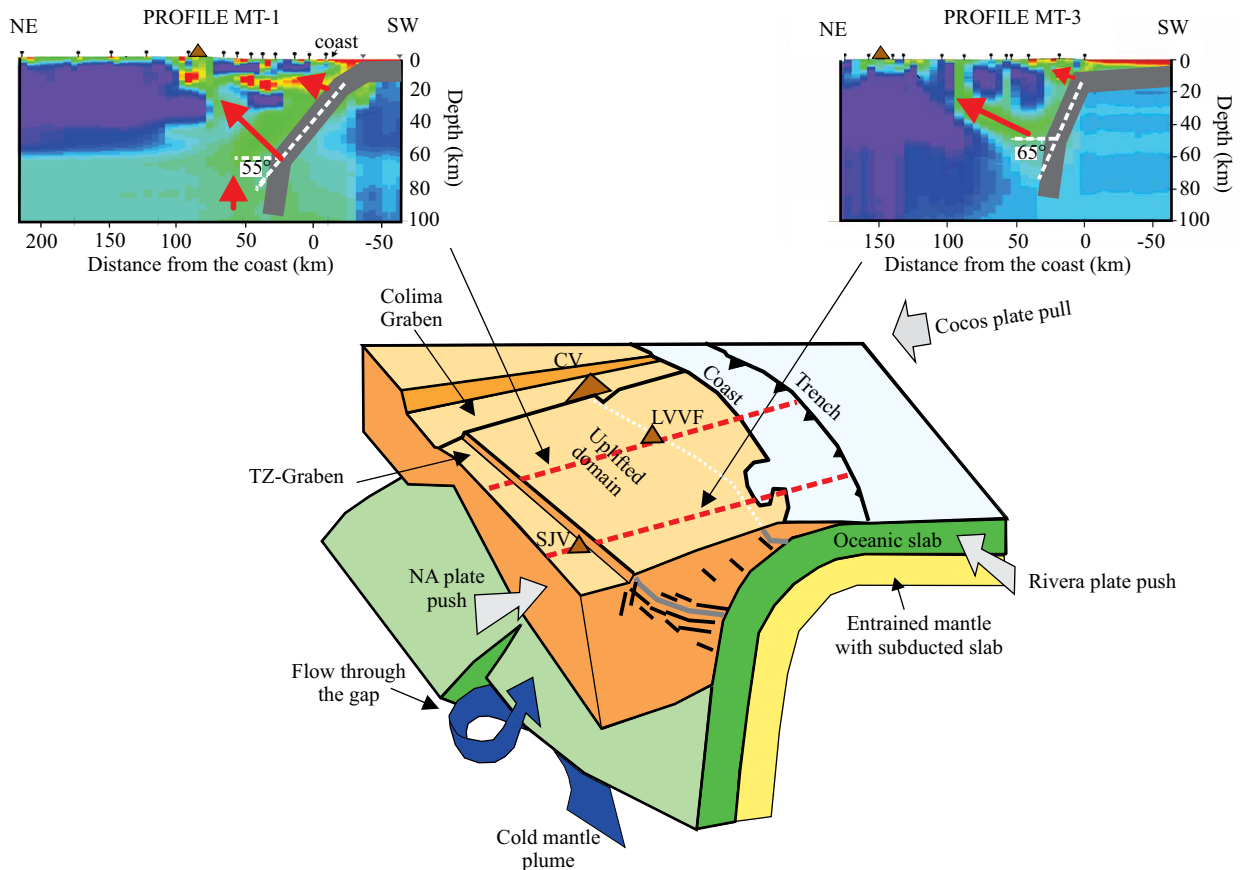 PROFILE MT-1
NE
SW
coast
0
20
40
60
80
100
Depth (km)
55°
200
150
100
50
0
-50
Distance from the coast (km)
PROFILE MT-3
NE
SW
0
20
40
60
80
100
Depth (km)
65°
150
100
50
0
-50
Distance from the coast (km)
Colima
Graben
Cocos plate pull
CV
Coast
Trench
LVVF
Uplifted
domain
TZ-Graben
SJV
Oceanic slab
NA plate
push
Rivera plate push
Entrained mantle
with subducted slab
Flow through
the gap
Cold mantle
plume